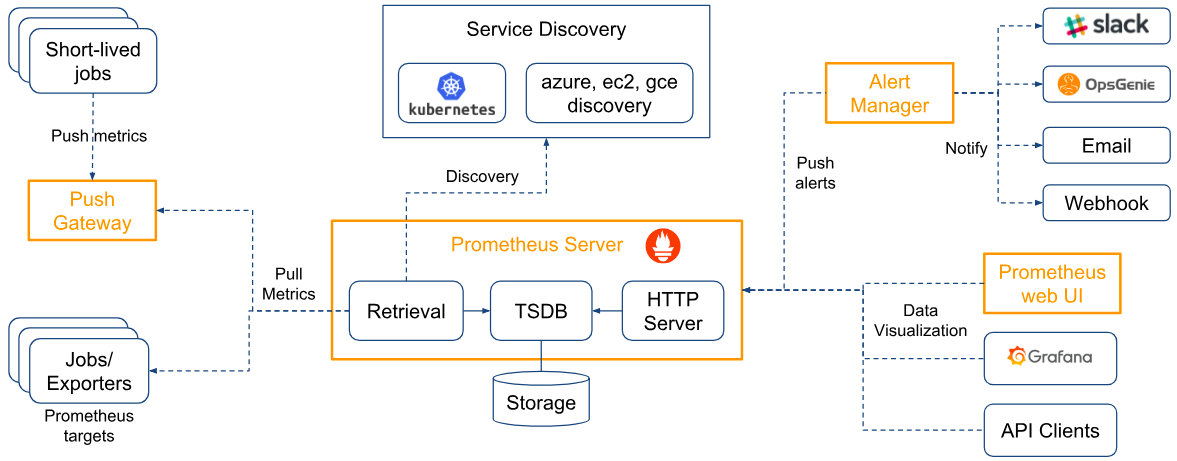 Short-lived
jobs
Push metrics
Push
Gateway
Pull
Metrics
Jobs/
Exporters
Prometheus
targets
Service Discovery
kubernetes
azure, ec2, gce
discovery
Discovery
Prometheus Server
Retrieval
TSDB
HTTP
Server
Storage
Push
alerts
Alert
Manager
Notify
slack
OpsGenie
Email
Webhook
Data
Visualization
Prometheus
web UI
Grafana
API Clients